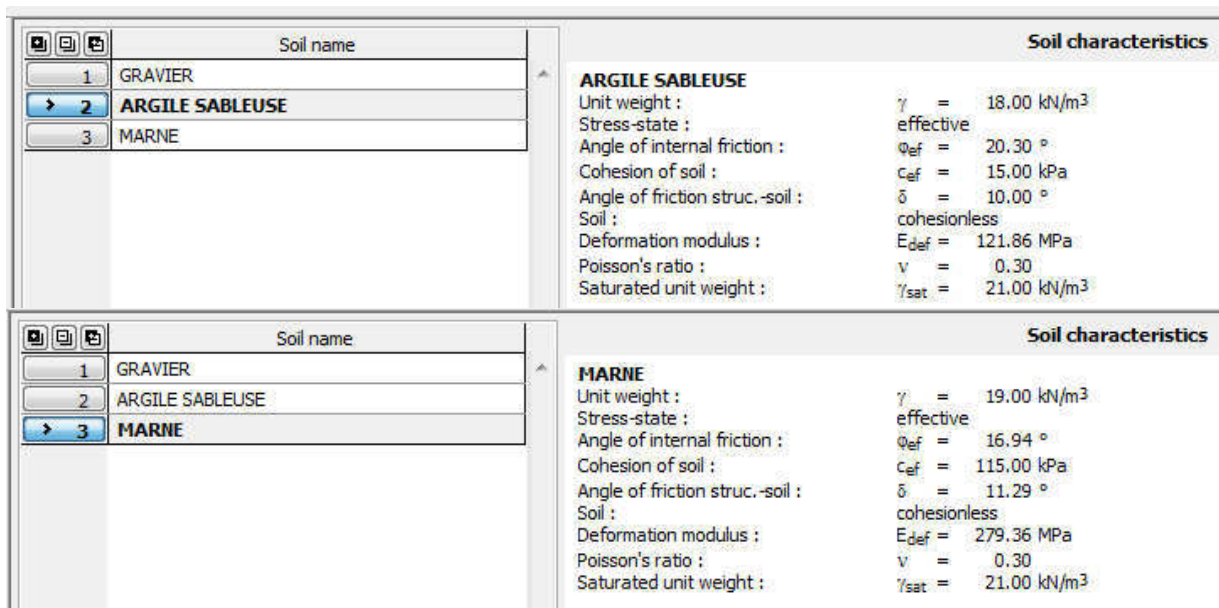 Soil name
Soil characteristics
1 GRAVIER
> 2 ARGILE SABLEUSE
3 MARNE
ARGILE SABLEUSE
Unit weight : γ = 18.00 kN/m3
Stress-state : effective
Angle of internal friction : φef = 20.30 °
Cohesion of soil : cef = 15.00 kPa
Angle of friction struc.-soil : δ = 10.00 °
Soil : cohesionless
Deformation modulus : Edef = 121.86 MPa
Poisson's ratio : ν = 0.30
Saturated unit weight : γsat = 21.00 kN/m3
Soil name
Soil characteristics
1 GRAVIER
2 ARGILE SABLEUSE
> 3 MARNE
MARNE
Unit weight : γ = 19.00 kN/m3
Stress-state : effective
Angle of internal friction : φef = 16.94 °
Cohesion of soil : cef = 115.00 kPa
Angle of friction struc.-soil : δ = 11.29 °
Soil : cohesionless
Deformation modulus : Edef = 279.36 MPa
Poisson's ratio : ν = 0.30
Saturated unit weight : γsat = 21.00 kN/m3